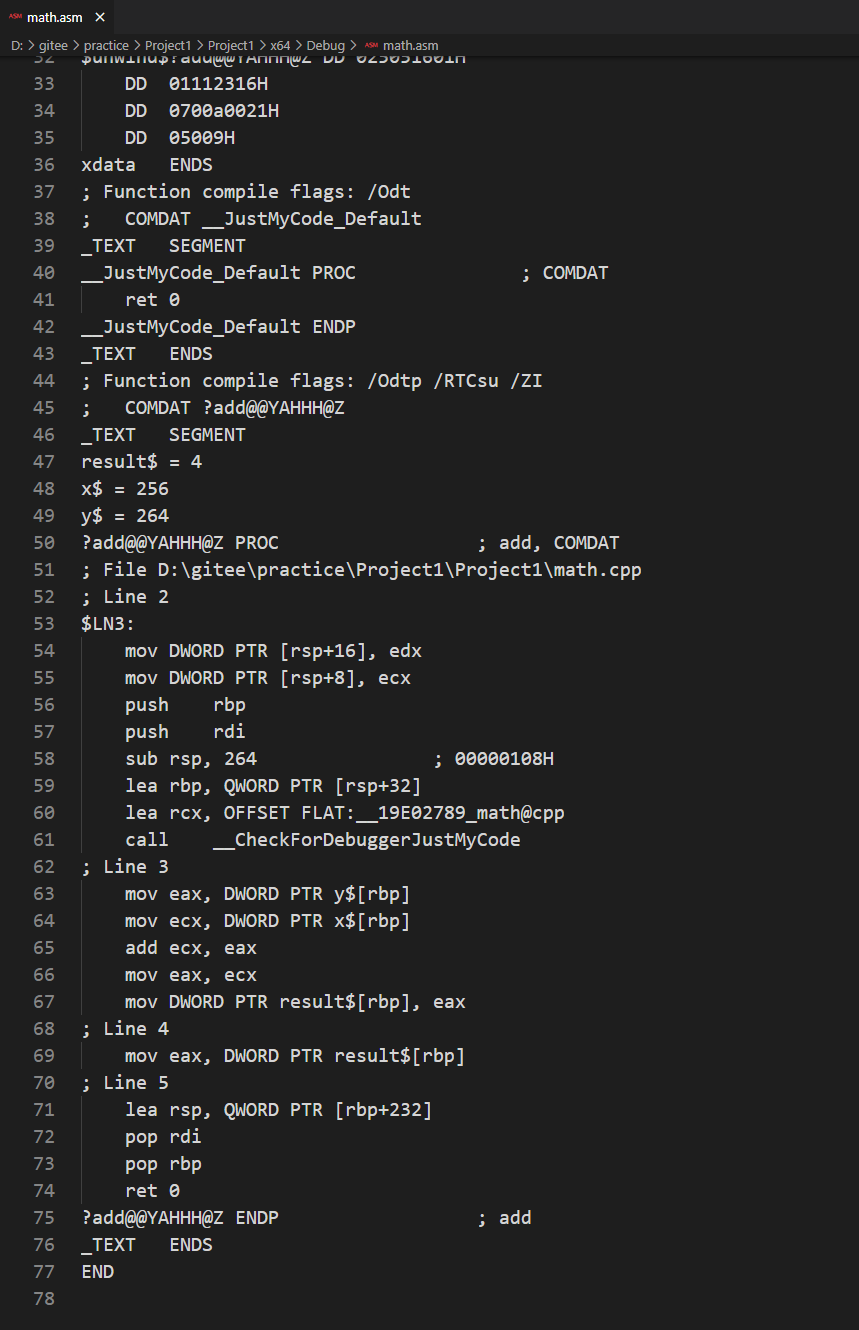 ASM math.asm ×
D: > gitee > practice > Project1 > Project1 > x64 > Debug > ASM math.asm
32 $unwind$?add@@YAHHH@Z DD 025051601H
33 DD 01112316H
34 DD 0700a0021H
35 DD 05009H
36 xdata ENDS
37 ; Function compile flags: /Odt
38 ; COMDAT __JustMyCode_Default
39 _TEXT SEGMENT
40 __JustMyCode_Default PROC ; COMDAT
41 ret 0
42 __JustMyCode_Default ENDP
43 _TEXT ENDS
44 ; Function compile flags: /Odtp /RTCsu /ZI
45 ; COMDAT ?add@@YAHHH@Z
46 _TEXT SEGMENT
47 result$ = 4
48 x$ = 256
49 y$ = 264
50 ?add@@YAHHH@Z PROC ; add, COMDAT
51 ; File D:\gitee\practice\Project1\Project1\math.cpp
52 ; Line 2
53 $LN3:
54 mov DWORD PTR [rsp+16], edx
55 mov DWORD PTR [rsp+8], ecx
56 push rbp
57 push rdi
58 sub rsp, 264 ; 00000108H
59 lea rbp, QWORD PTR [rsp+32]
60 lea rcx, OFFSET FLAT:__19E02789_math@cpp
61 call __CheckForDebuggerJustMyCode
62 ; Line 3
63 mov eax, DWORD PTR y$[rbp]
64 mov ecx, DWORD PTR x$[rbp]
65 add ecx, eax
66 mov eax, ecx
67 mov DWORD PTR result$[rbp], eax
68 ; Line 4
69 mov eax, DWORD PTR result$[rbp]
70 ; Line 5
71 lea rsp, QWORD PTR [rbp+232]
72 pop rdi
73 pop rbp
74 ret 0
75 ?add@@YAHHH@Z ENDP ; add
76 _TEXT ENDS
77 END
78